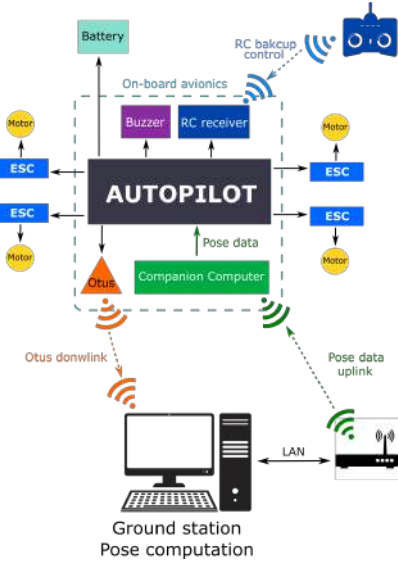 Battery
RC bakcup
control
On-board avionics
Buzzer
RC receiver
Motor
Motor
ESC
ESC
AUTOPILOT
ESC
ESC
Motor
Motor
Pose data
Otus
Companion Computer
Otus donwlink
Pose data
uplink
LAN
Ground station
Pose computation